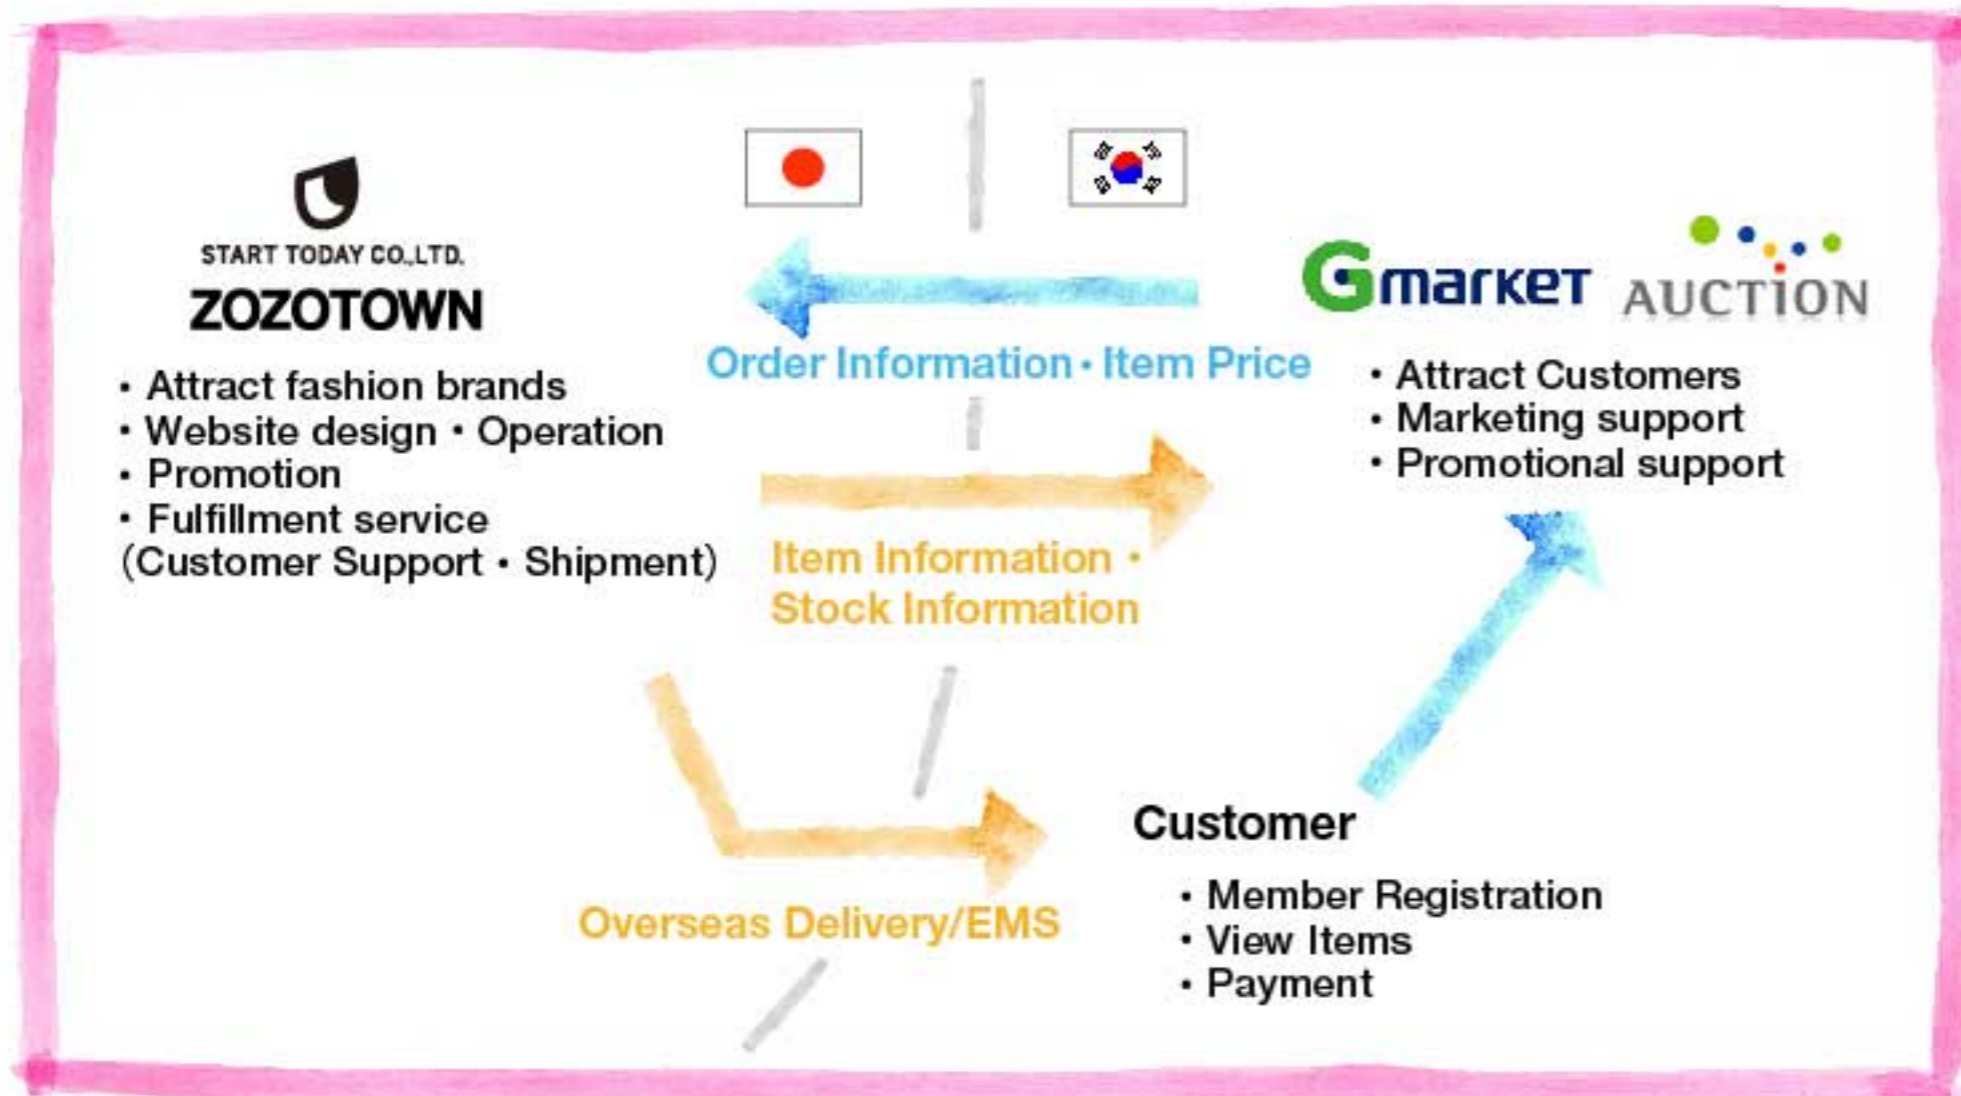 START TODAY CO.,LTD.
ZOZOTOWN
・Attract fashion brands
・Website design・Operation
・Promotion
・Fulfillment service
(Customer Support・Shipment)
Order Information・Item Price
Item Information・
Stock Information
Overseas Delivery/EMS
Gmarket
AUCTION
・Attract Customers
・Marketing support
・Promotional support
Customer
・Member Registration
・View Items
・Payment